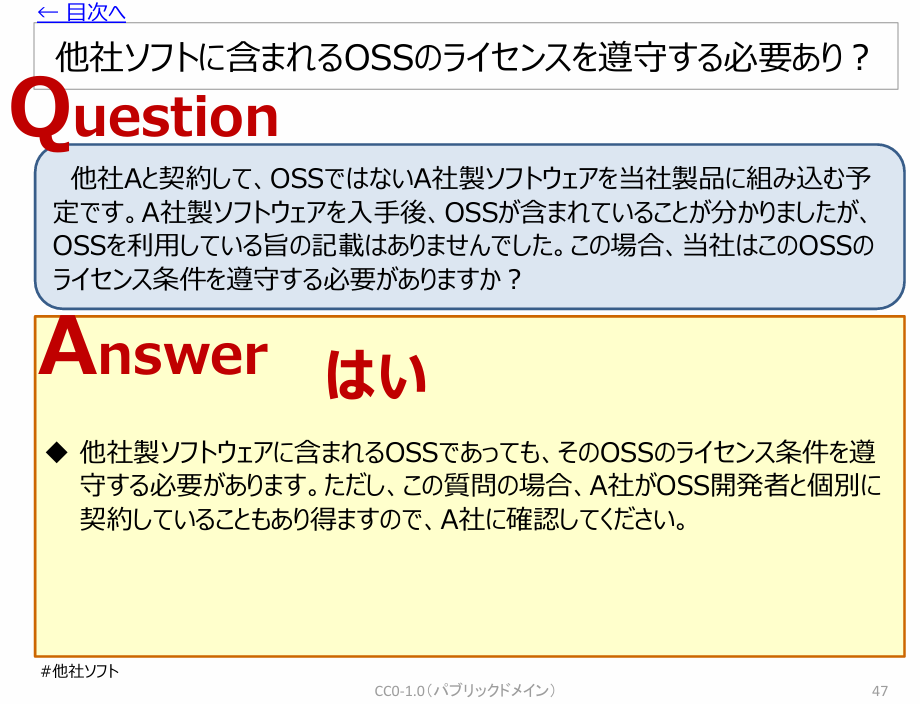 ← 目次へ
他社ソフトに含まれるOSSのライセンスを遵守する必要あり？
Question
他社Aと契約して、OSSではないA社製ソフトウェアを当社製品に組み込む予
定です。A社製ソフトウェアを入手後、OSSが含まれていることが分かりましたが、
OSSを利用している旨の記載はありませんでした。この場合、当社はこのOSSの
ライセンス条件を遵守する必要がありますか？
Answer はい
◆ 他社製ソフトウェアに含まれるOSSであっても、そのOSSのライセンス条件を遵
守する必要があります。ただし、この質問の場合、A社がOSS開発者と個別に
契約していることもあり得ますので、A社に確認してください。
#他社ソフト
CC0-1.0（パブリックドメイン） 47